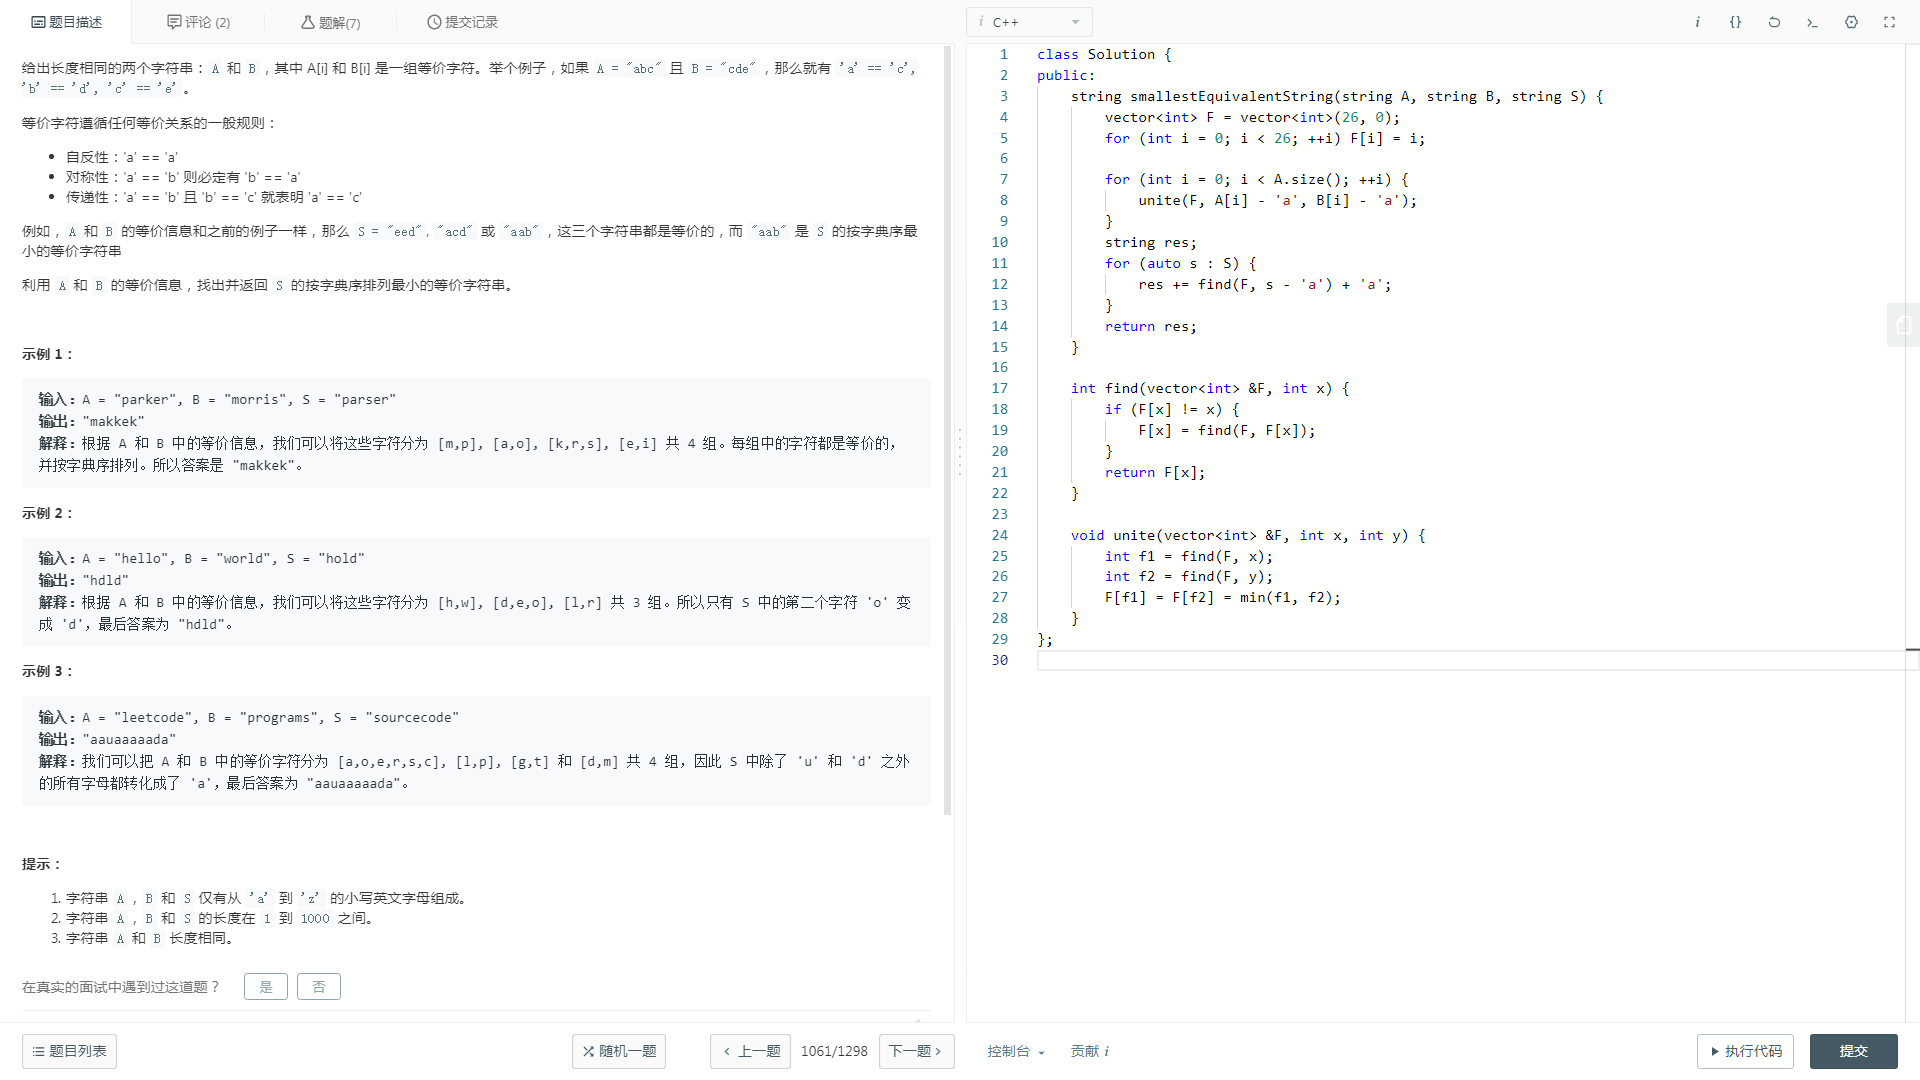 题目描述
评论 (2)
题解(7)
提交记录
给出长度相同的两个字符串：A 和 B，其中 A[i] 和 B[i] 是一组等价字符。举个例子，如果 A = "abc" 且 B = "cde"，那么就有 'a' == 'c',
'b' == 'd', 'c' == 'e'。
等价字符遵循任何等价关系的一般规则：
• 自反性：'a' == 'a'
• 对称性：'a' == 'b' 则必定有 'b' == 'a'
• 传递性：'a' == 'b' 且 'b' == 'c' 就表明 'a' == 'c'
例如，A 和 B 的等价信息和之前的例子一样，那么 S = "eed", "acd" 或 "aab"，这三个字符串都是等价的，而 "aab" 是 S 的按字典序最
小的等价字符串
利用 A 和 B 的等价信息，找出并返回 S 的按字典序排列最小的等价字符串。
示例 1：
输入：A = "parker", B = "morris", S = "parser"
输出："makkek"
解释：根据 A 和 B 中的等价信息，我们可以将这些字符分为 [m,p], [a,o], [k,r,s], [e,i] 共 4 组。每组中的字符都是等价的，
并按字典序排列。所以答案是 "makkek"。
示例 2：
输入：A = "hello", B = "world", S = "hold"
输出："hdld"
解释：根据 A 和 B 中的等价信息，我们可以将这些字符分为 [h,w], [d,e,o], [l,r] 共 3 组。所以只有 S 中的第二个字符 'o' 变
成 'd'，最后答案为 "hdld"。
示例 3：
输入：A = "leetcode", B = "programs", S = "sourcecode"
输出："aauaaaaada"
解释：我们可以把 A 和 B 中的等价字符分为 [a,o,e,r,s,c], [l,p], [g,t] 和 [d,m] 共 4 组，因此 S 中除了 'u' 和 'd' 之外
的所有字母都转化成了 'a'，最后答案为 "aauaaaaada"。
提示：
1. 字符串 A，B 和 S 仅有从 'a' 到 'z' 的小写英文字母组成。
2. 字符串 A，B 和 S 的长度在 1 到 1000 之间。
3. 字符串 A 和 B 长度相同。
在真实的面试中遇到过这道题？
是
否
题目列表
随机一题
上一题
1061/1298
下一题
i C++
i {}
1 class Solution {
2 public:
3 string smallestEquivalentString(string A, string B, string S) {
4 vector<int> F = vector<int>(26, 0);
5 for (int i = 0; i < 26; ++i) F[i] = i;
6
7 for (int i = 0; i < A.size(); ++i) {
8 unite(F, A[i] - 'a', B[i] - 'a');
9 }
10 string res;
11 for (auto s : S) {
12 res += find(F, s - 'a') + 'a';
13 }
14 return res;
15 }
16
17 int find(vector<int> &F, int x) {
18 if (F[x] != x) {
19 F[x] = find(F, F[x]);
20 }
21 return F[x];
22 }
23
24 void unite(vector<int> &F, int x, int y) {
25 int f1 = find(F, x);
26 int f2 = find(F, y);
27 F[f1] = F[f2] = min(f1, f2);
28 }
29 };
30
控制台
贡献 i
执行代码
提交